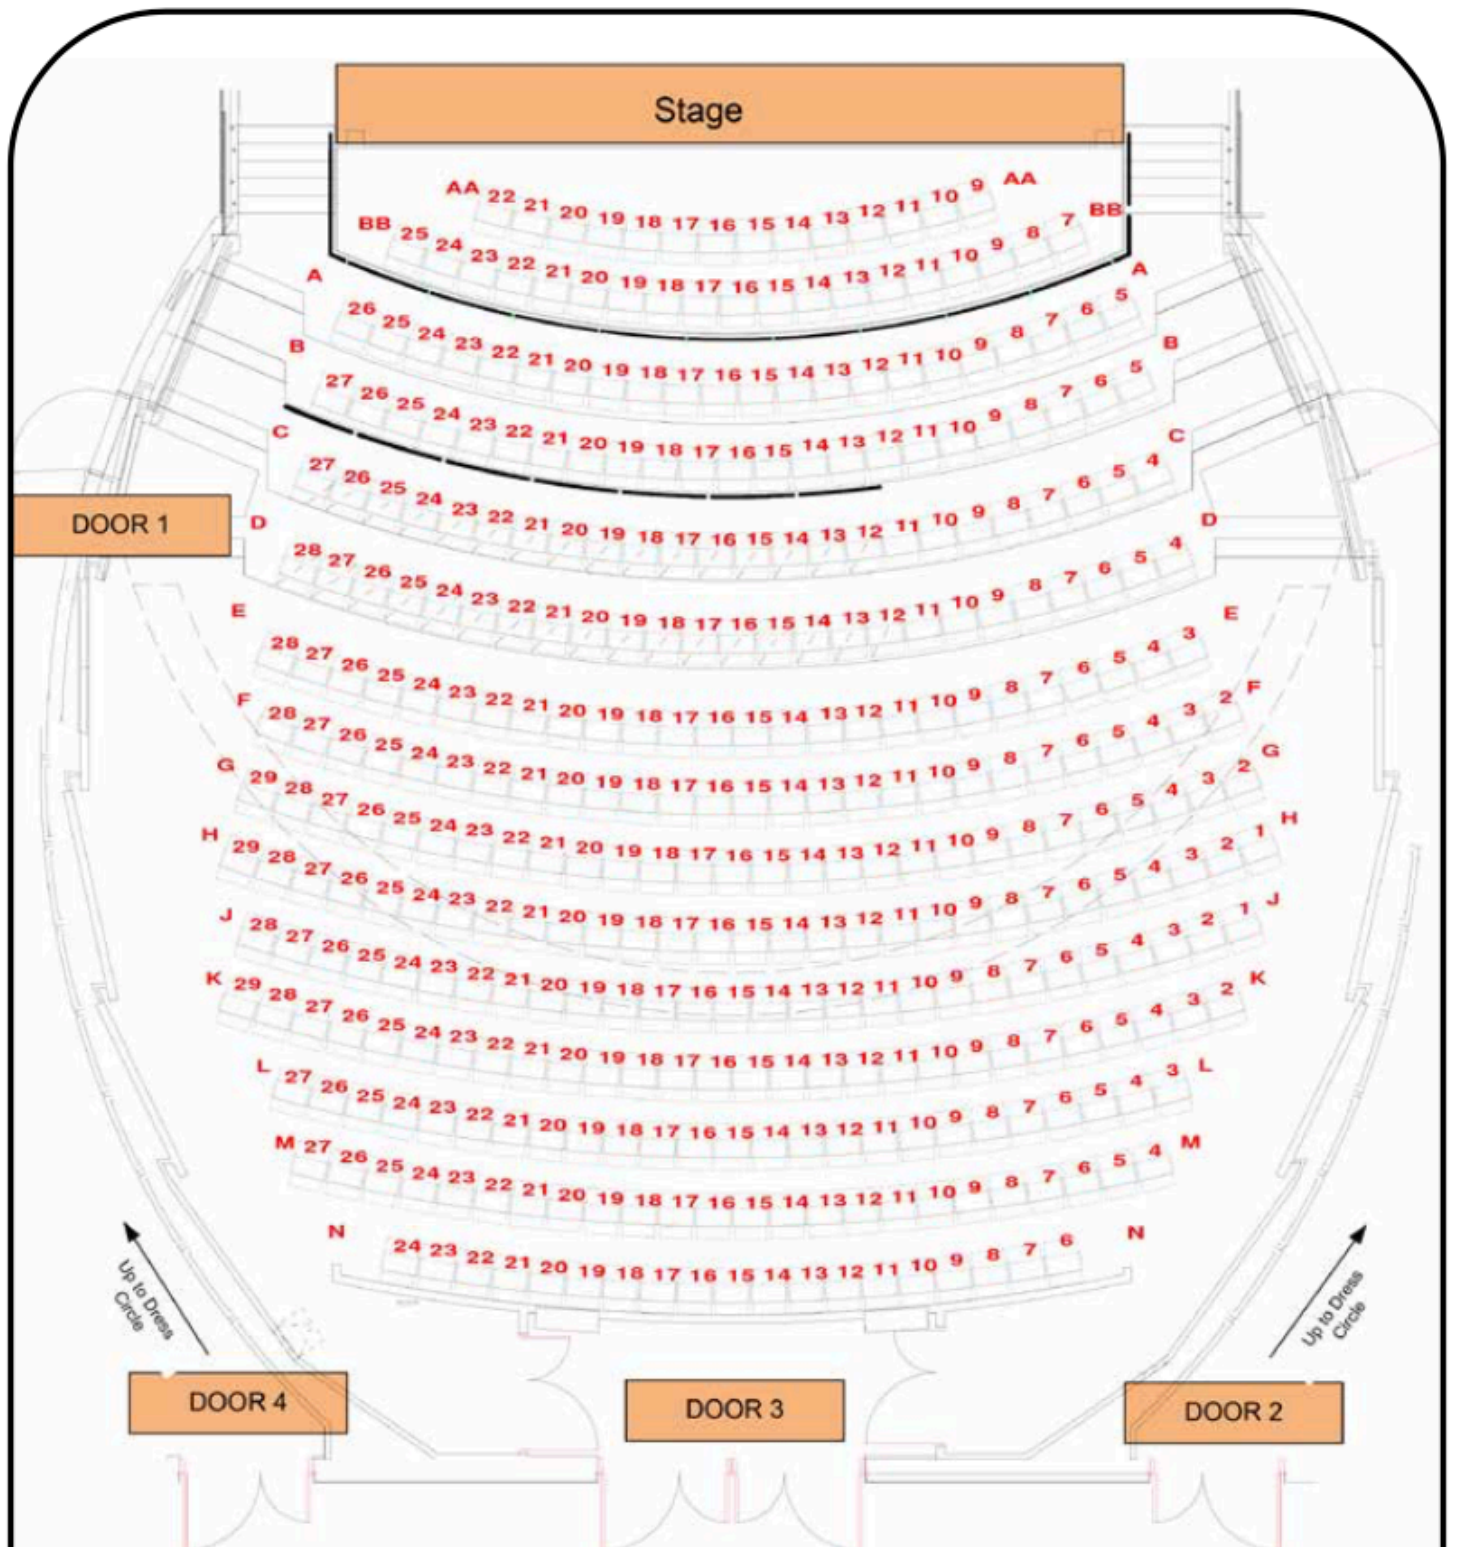 Stage
AA 22 21 20 19 18 17 16 15 14 13 12 11 10 9 AA
BB 25 24 23 22 21 20 19 18 17 16 15 14 13 12 11 10 9 8 7 BB
A 26 25 24 23 22 21 20 19 18 17 16 15 14 13 12 11 10 9 8 7 6 5 A
B 27 26 25 24 23 22 21 20 19 18 17 16 15 14 13 12 11 10 9 8 7 6 5 B
C 27 26 25 24 23 22 21 20 19 18 17 16 15 14 13 12 11 10 9 8 7 6 5 4 C
DOOR 1
D 28 27 26 25 24 23 22 21 20 19 18 17 16 15 14 13 12 11 10 9 8 7 6 5 4 D
E 28 27 26 25 24 23 22 21 20 19 18 17 16 15 14 13 12 11 10 9 8 7 6 5 4 3 E
F 28 27 26 25 24 23 22 21 20 19 18 17 16 15 14 13 12 11 10 9 8 7 6 5 4 3 2 F
G 29 28 27 26 25 24 23 22 21 20 19 18 17 16 15 14 13 12 11 10 9 8 7 6 5 4 3 2 G
H 29 28 27 26 25 24 23 22 21 20 19 18 17 16 15 14 13 12 11 10 9 8 7 6 5 4 3 2 1 H
J 28 27 26 25 24 23 22 21 20 19 18 17 16 15 14 13 12 11 10 9 8 7 6 5 4 3 2 1 J
K 29 28 27 26 25 24 23 22 21 20 19 18 17 16 15 14 13 12 11 10 9 8 7 6 5 4 3 2 K
L 27 26 25 24 23 22 21 20 19 18 17 16 15 14 13 12 11 10 9 8 7 6 5 4 3 L
M 27 26 25 24 23 22 21 20 19 18 17 16 15 14 13 12 11 10 9 8 7 6 5 4 M
N 24 23 22 21 20 19 18 17 16 15 14 13 12 11 10 9 8 7 6 N
Up to Dress
Circle
Up to Dress
Circle
DOOR 4
DOOR 3
DOOR 2